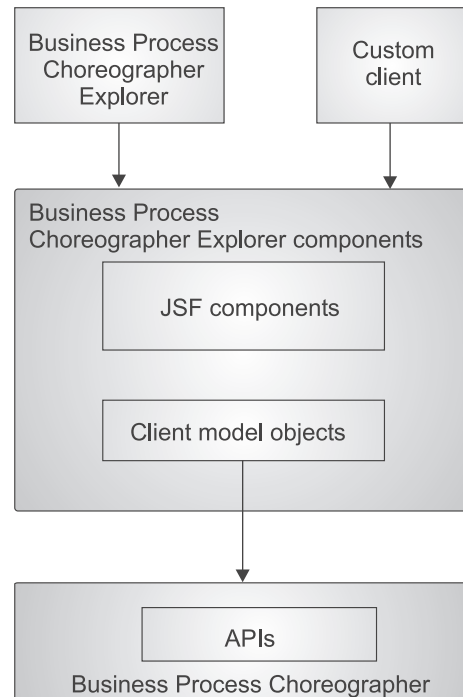 Business Process
Choreographer
Explorer
Custom
client
Business Process
Choreographer Explorer components
JSF components
Client model objects
APIs
Business Process Choreographer